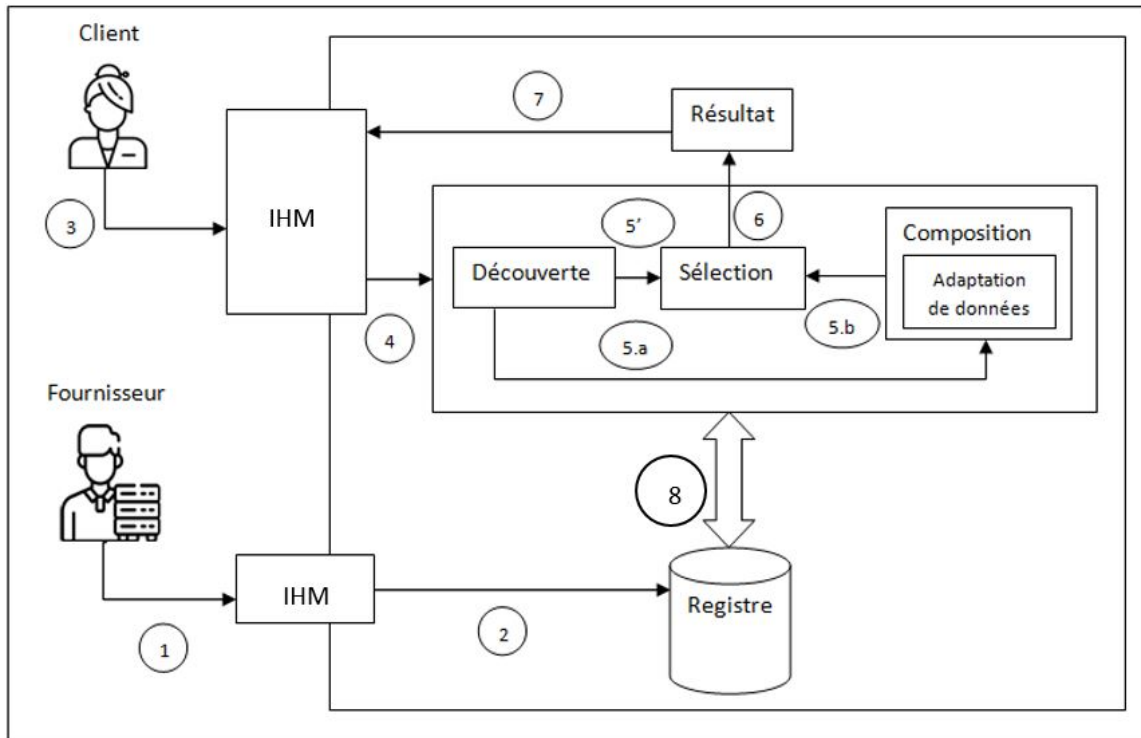 Client
7
Résultat
3
IHM
5’
6
Composition
Découverte
Sélection
Adaptation
de données
4
5.a
5.b
Fournisseur
8
IHM
Registre
1
2